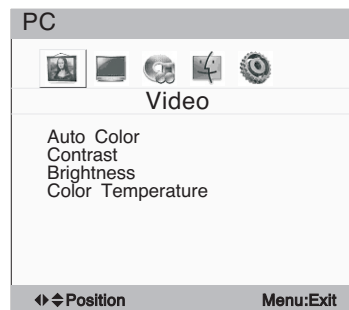 PC
Video
Auto Color
Contrast
Brightness
Color Temperature
Position Menu:Exit